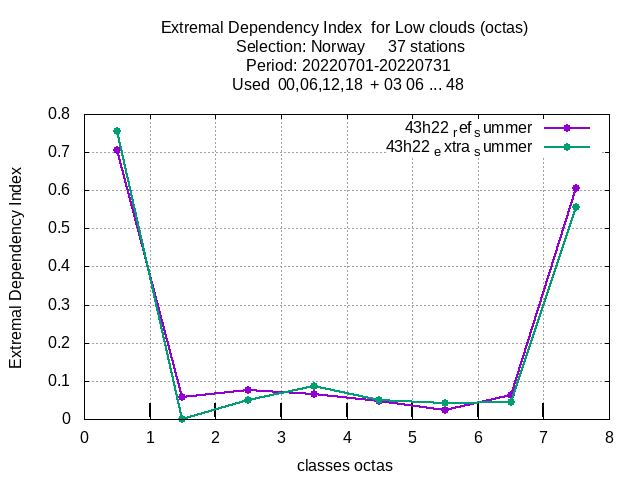 Extremal Dependency Index  for Low clouds (octas)
Selection: Norway     37 stations
Period: 20220701-20220731
Used  00,06,12,18  + 03 06 ... 48
43h22 ref summer
43h22 extra summer
Extremal Dependency Index
0.8
0.7
0.6
0.5
0.4
0.3
0.2
0.1
0
0 1 2 3 4 5 6 7 8
classes octas